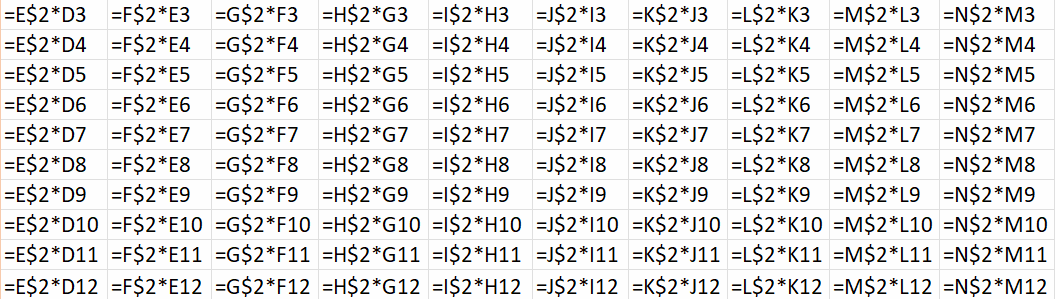 =E$2*D3 =F$2*E3 =G$2*F3 =H$2*G3 =I$2*H3 =J$2*I3 =K$2*J3 =L$2*K3 =M$2*L3 =N$2*M3
=E$2*D4 =F$2*E4 =G$2*F4 =H$2*G4 =I$2*H4 =J$2*I4 =K$2*J4 =L$2*K4 =M$2*L4 =N$2*M4
=E$2*D5 =F$2*E5 =G$2*F5 =H$2*G5 =I$2*H5 =J$2*I5 =K$2*J5 =L$2*K5 =M$2*L5 =N$2*M5
=E$2*D6 =F$2*E6 =G$2*F6 =H$2*G6 =I$2*H6 =J$2*I6 =K$2*J6 =L$2*K6 =M$2*L6 =N$2*M6
=E$2*D7 =F$2*E7 =G$2*F7 =H$2*G7 =I$2*H7 =J$2*I7 =K$2*J7 =L$2*K7 =M$2*L7 =N$2*M7
=E$2*D8 =F$2*E8 =G$2*F8 =H$2*G8 =I$2*H8 =J$2*I8 =K$2*J8 =L$2*K8 =M$2*L8 =N$2*M8
=E$2*D9 =F$2*E9 =G$2*F9 =H$2*G9 =I$2*H9 =J$2*I9 =K$2*J9 =L$2*K9 =M$2*L9 =N$2*M9
=E$2*D10 =F$2*E10 =G$2*F10 =H$2*G10 =I$2*H10 =J$2*I10 =K$2*J10 =L$2*K10 =M$2*L10 =N$2*M10
=E$2*D11 =F$2*E11 =G$2*F11 =H$2*G11 =I$2*H11 =J$2*I11 =K$2*J11 =L$2*K11 =M$2*L11 =N$2*M11
=E$2*D12 =F$2*E12 =G$2*F12 =H$2*G12 =I$2*H12 =J$2*I12 =K$2*J12 =L$2*K12 =M$2*L12 =N$2*M12